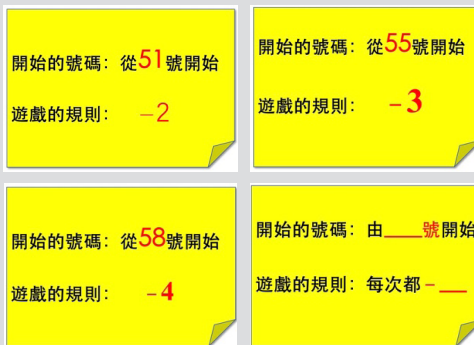 開始的號碼：從51號開始
遊戲的規則：　－2
開始的號碼：從55號開始
遊戲的規則：　－3
開始的號碼：從58號開始
遊戲的規則：　－4
開始的號碼：由____號開始
遊戲的規則：每次都－___